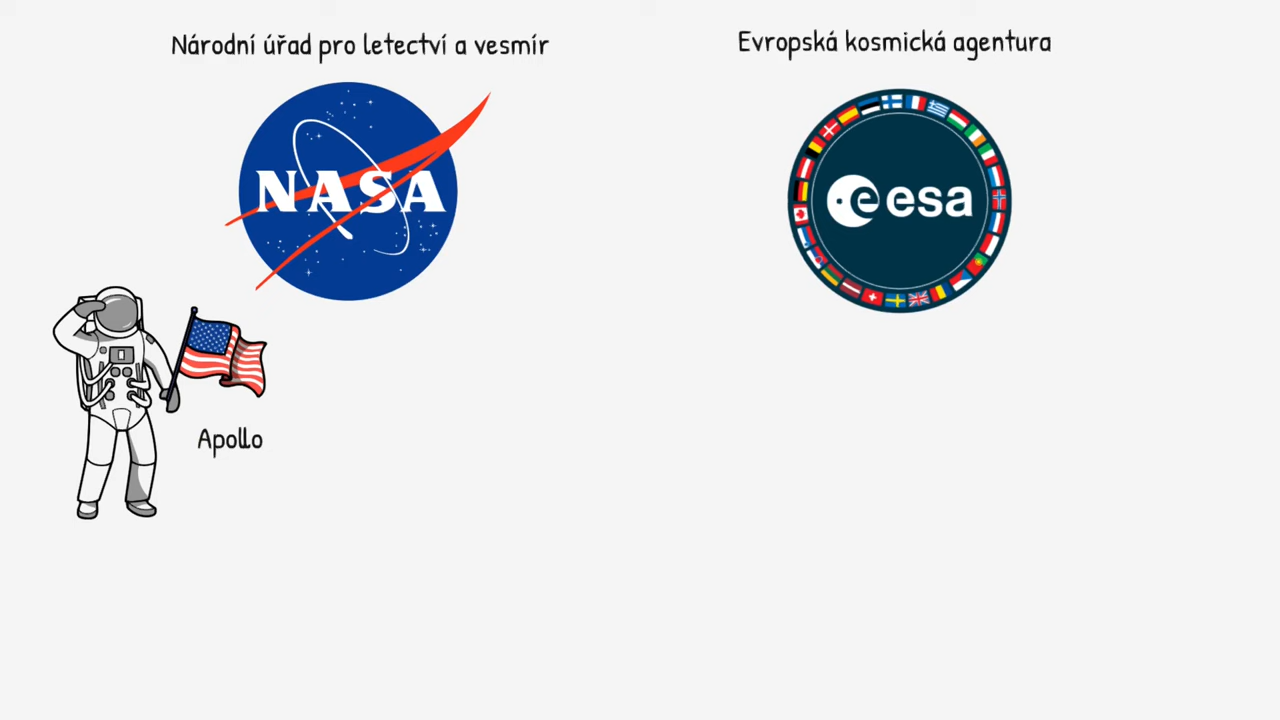 Národní úřad pro letectví a vesmír
Evropská kosmická agentura
NASA
esa
Apollo